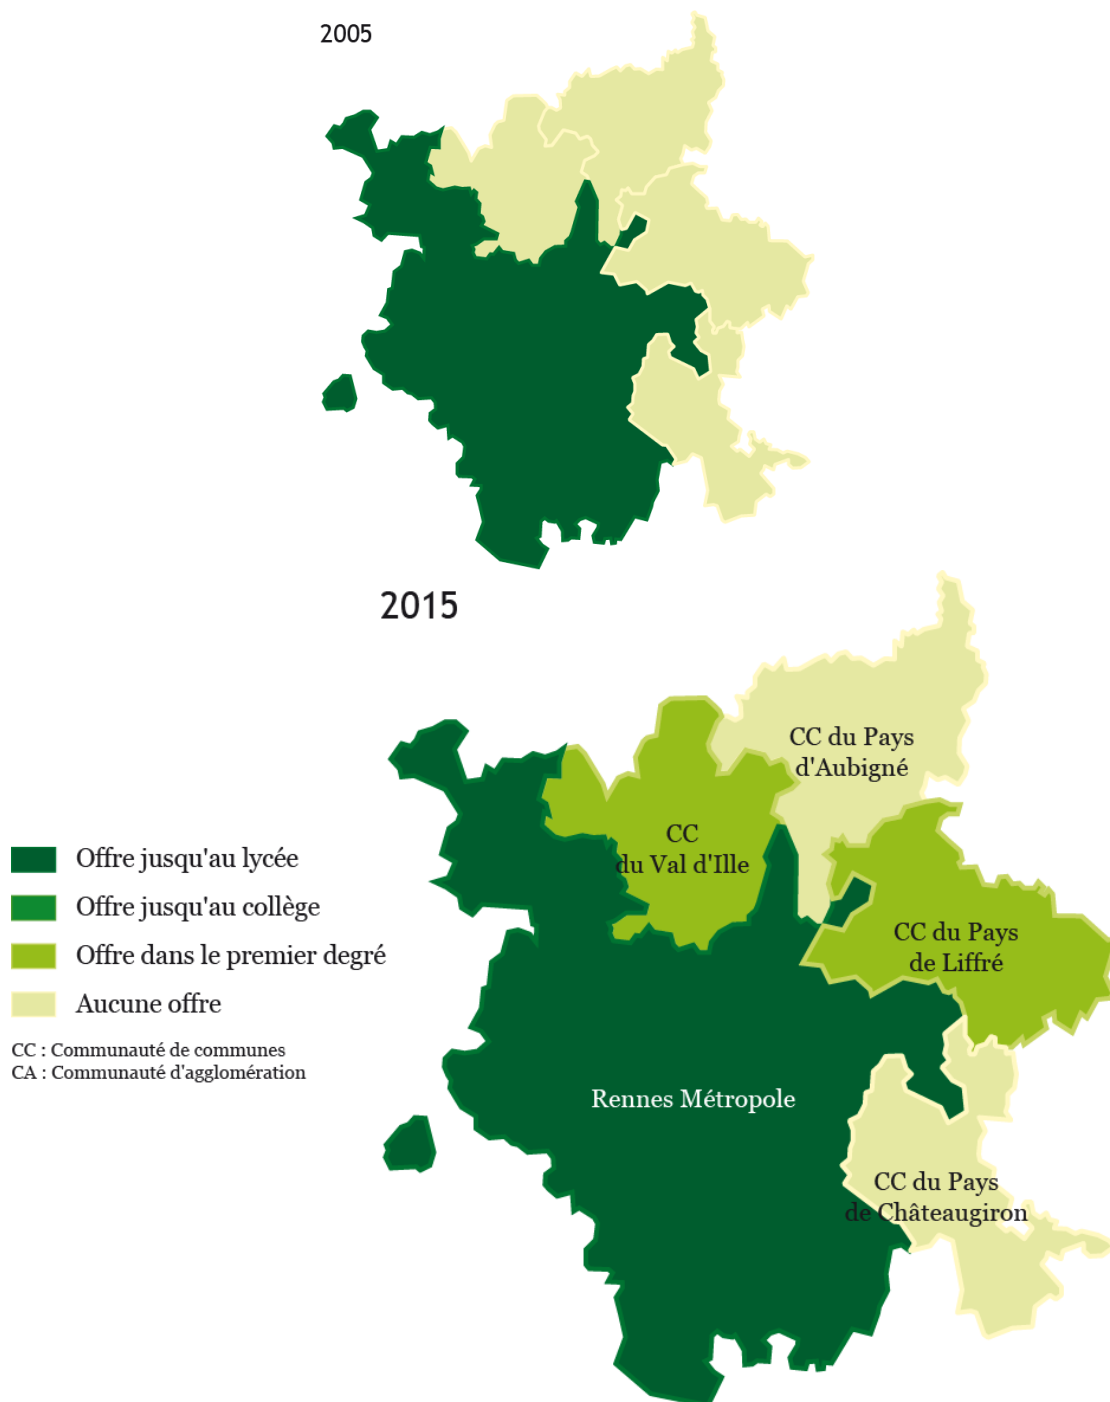 2005
2015
CC du Pays
d'Aubigné
CC
du Val d'Ille
CC du Pays
de Liffré
Rennes Métropole
CC du Pays
de Châteaugiron
Offre jusqu'au lycée
Offre jusqu'au collège
Offre dans le premier degré
Aucune offre
CC : Communauté de communes
CA : Communauté d'agglomération